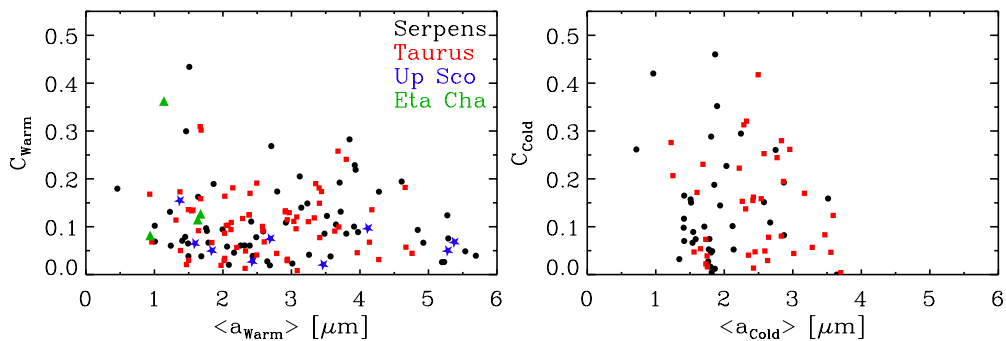 0.5
0.4
0.3
0.2
0.1
0.0
C_Warm
Serpens
Taurus
Up Sco
Eta Cha
0 1 2 3 4 5 6
<a_Warm> [μm]
0.5
0.4
0.3
0.2
0.1
0.0
C_Cold
0 1 2 3 4 5 6
<a_Cold> [μm]